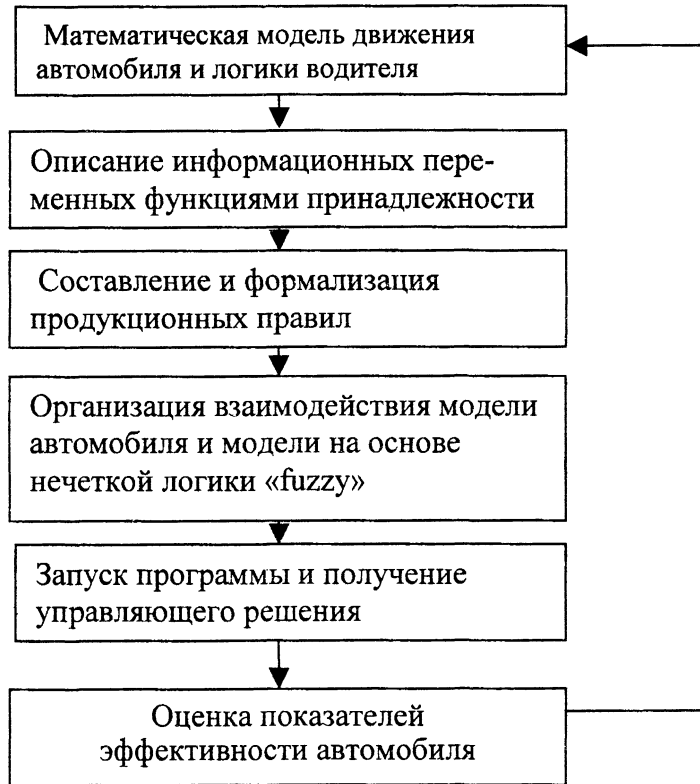 Математическая модель движения
автомобиля и логики водителя
Описание информационных пере-
менных функциями принадлежности
Составление и формализация
продукционных правил
Организация взаимодействия модели
автомобиля и модели на основе
нечеткой логики «fuzzy»
Запуск программы и получение
управляющего решения
Оценка показателей
эффективности автомобиля